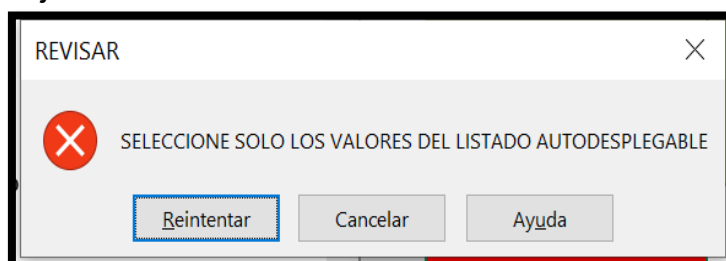 REVISAR
SELECCIONE SOLO LOS VALORES DEL LISTADO AUTODESPLEGABLE
Reintentar
Cancelar
Ayuda